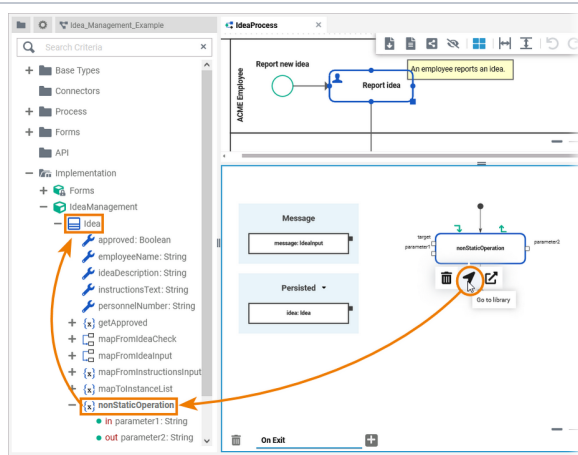 Idea_Management_Example
Search Criteria
Base Types
Connectors
Process
Forms
API
Implementation
Forms
IdeaManagement
Idea
approved: Boolean
employeeName: String
ideaDescription: String
instructionsText: String
personnelNumber: String
{x} getApproved
mapFromIdeaCheck
mapFromIdeaInput
{x} mapFromInstructionsInput
{x} mapToInstanceList
{x} nonStaticOperation
in parameter1: String
out parameter2: String
IdeaProcess
ACME Employee
Report new idea
Report idea
An employee reports an idea.
Message
message: IdeaInput
Persisted
idea: Idea
target
parameter1
nonStaticOperation
parameter2
Go to library
On Exit